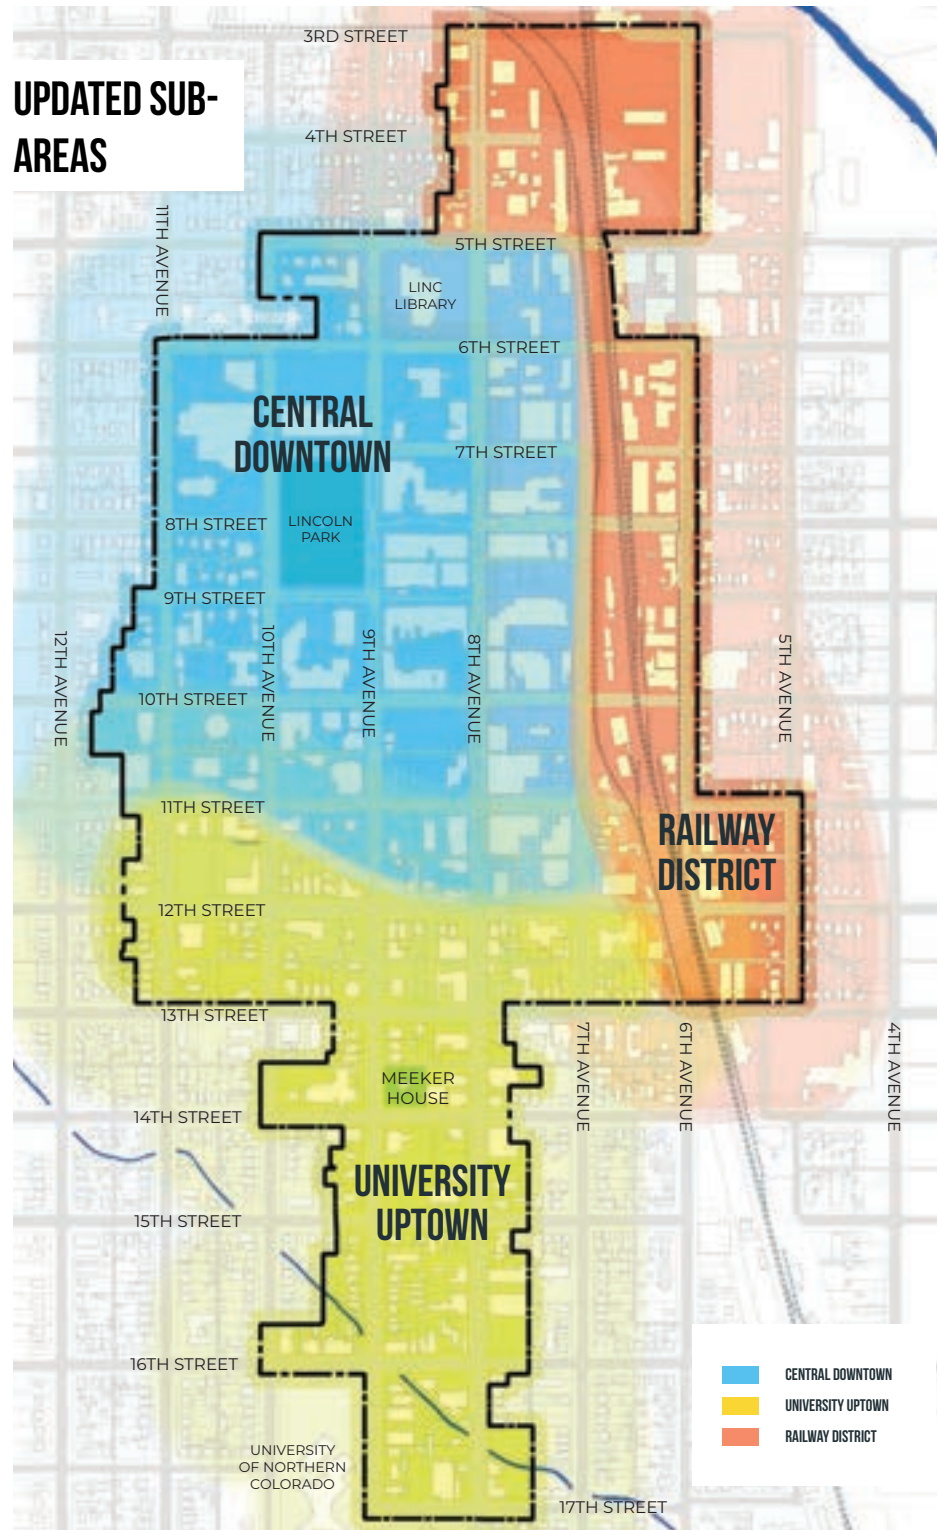 3RD STREET
UPDATED SUB-
AREAS
4TH STREET
11TH AVENUE
5TH STREET
LINC
LIBRARY
6TH STREET
CENTRAL
DOWNTOWN
7TH STREET
8TH STREET
LINCOLN
PARK
9TH STREET
12TH AVENUE
10TH AVENUE
9TH AVENUE
8TH AVENUE
5TH AVENUE
10TH STREET
11TH STREET
RAILWAY
DISTRICT
12TH STREET
13TH STREET
7TH AVENUE
6TH AVENUE
4TH AVENUE
MEEKER
HOUSE
14TH STREET
UNIVERSITY
UPTOWN
15TH STREET
16TH STREET
CENTRAL DOWNTOWN
UNIVERSITY UPTOWN
RAILWAY DISTRICT
UNIVERSITY
OF NORTHERN
COLORADO
17TH STREET